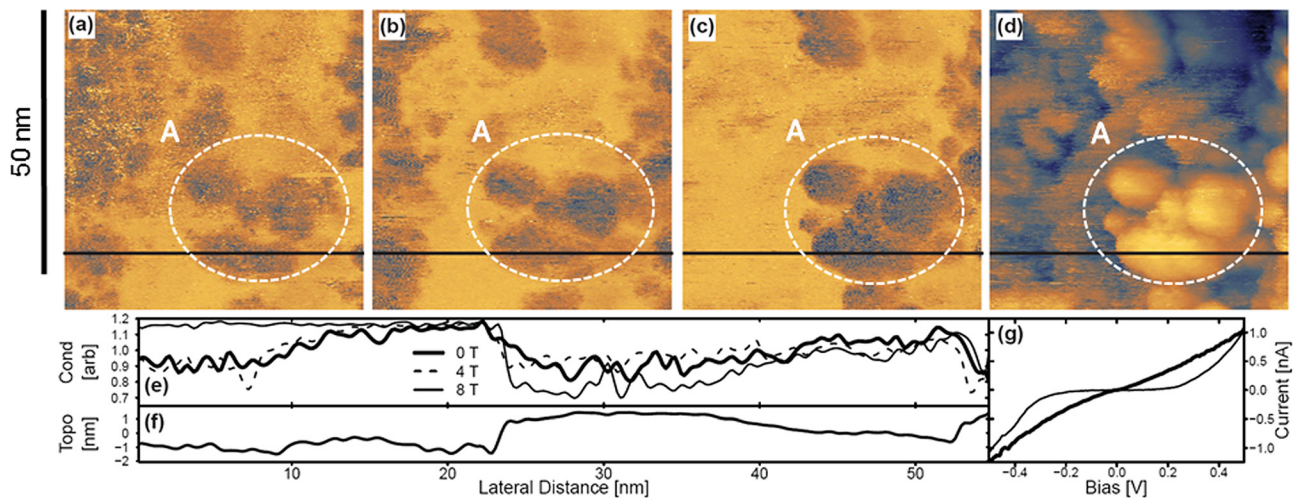 (a)
(b)
(c)
(d)
A
A
A
A
50 nm
Cond
[arb]
1.2
1.1
1.0
0.9
0.8
0.7
0 T
4 T
8 T
(e)
(g)
1.0
0.5
0.0
−0.5
−1.0
Current [nA]
Topo
[nm]
1
0
−1
−2
(f)
10
20
30
40
50
Lateral Distance [nm]
−0.4
−0.2
0.0
0.2
0.4
Bias [V]